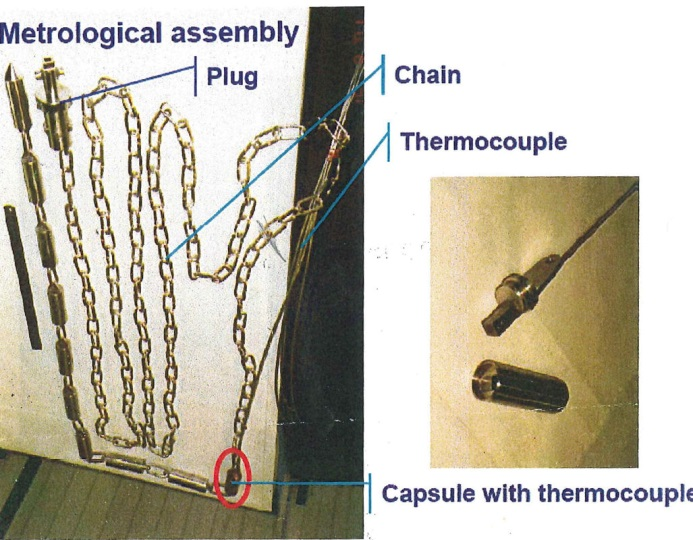 Metrological assembly
Plug
Chain
Thermocouple
Capsule with thermocouple